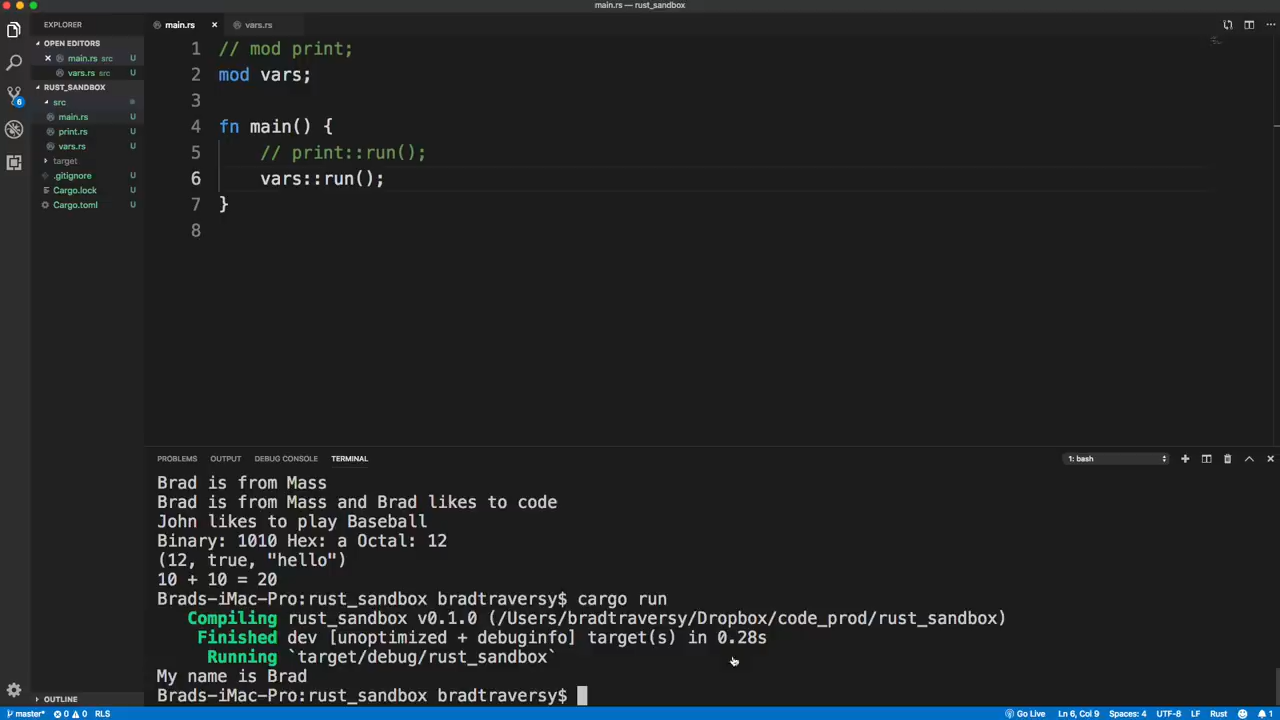 main.rs — rust_sandbox
EXPLORER
OPEN EDITORS
main.rs src U
vars.rs src U
RUST_SANDBOX
src
main.rs U
print.rs U
vars.rs U
target
.gitignore U
Cargo.lock U
Cargo.toml U
OUTLINE
6
main.rs
vars.rs
1 // mod print;
2 mod vars;
3
4 fn main() {
5 // print::run();
6 vars::run();
7 }
8
PROBLEMS OUTPUT DEBUG CONSOLE TERMINAL
1: bash
Brad is from Mass
Brad is from Mass and Brad likes to code
John likes to play Baseball
Binary: 1010 Hex: a Octal: 12
(12, true, "hello")
10 + 10 = 20
Brads-iMac-Pro:rust_sandbox bradtraversy$ cargo run
Compiling rust_sandbox v0.1.0 (/Users/bradtraversy/Dropbox/code_prod/rust_sandbox)
Finished dev [unoptimized + debuginfo] target(s) in 0.28s
Running `target/debug/rust_sandbox`
My name is Brad
Brads-iMac-Pro:rust_sandbox bradtraversy$
master* 0 0 RLS
Go Live Ln 6, Col 9 Spaces: 4 UTF-8 LF Rust 1